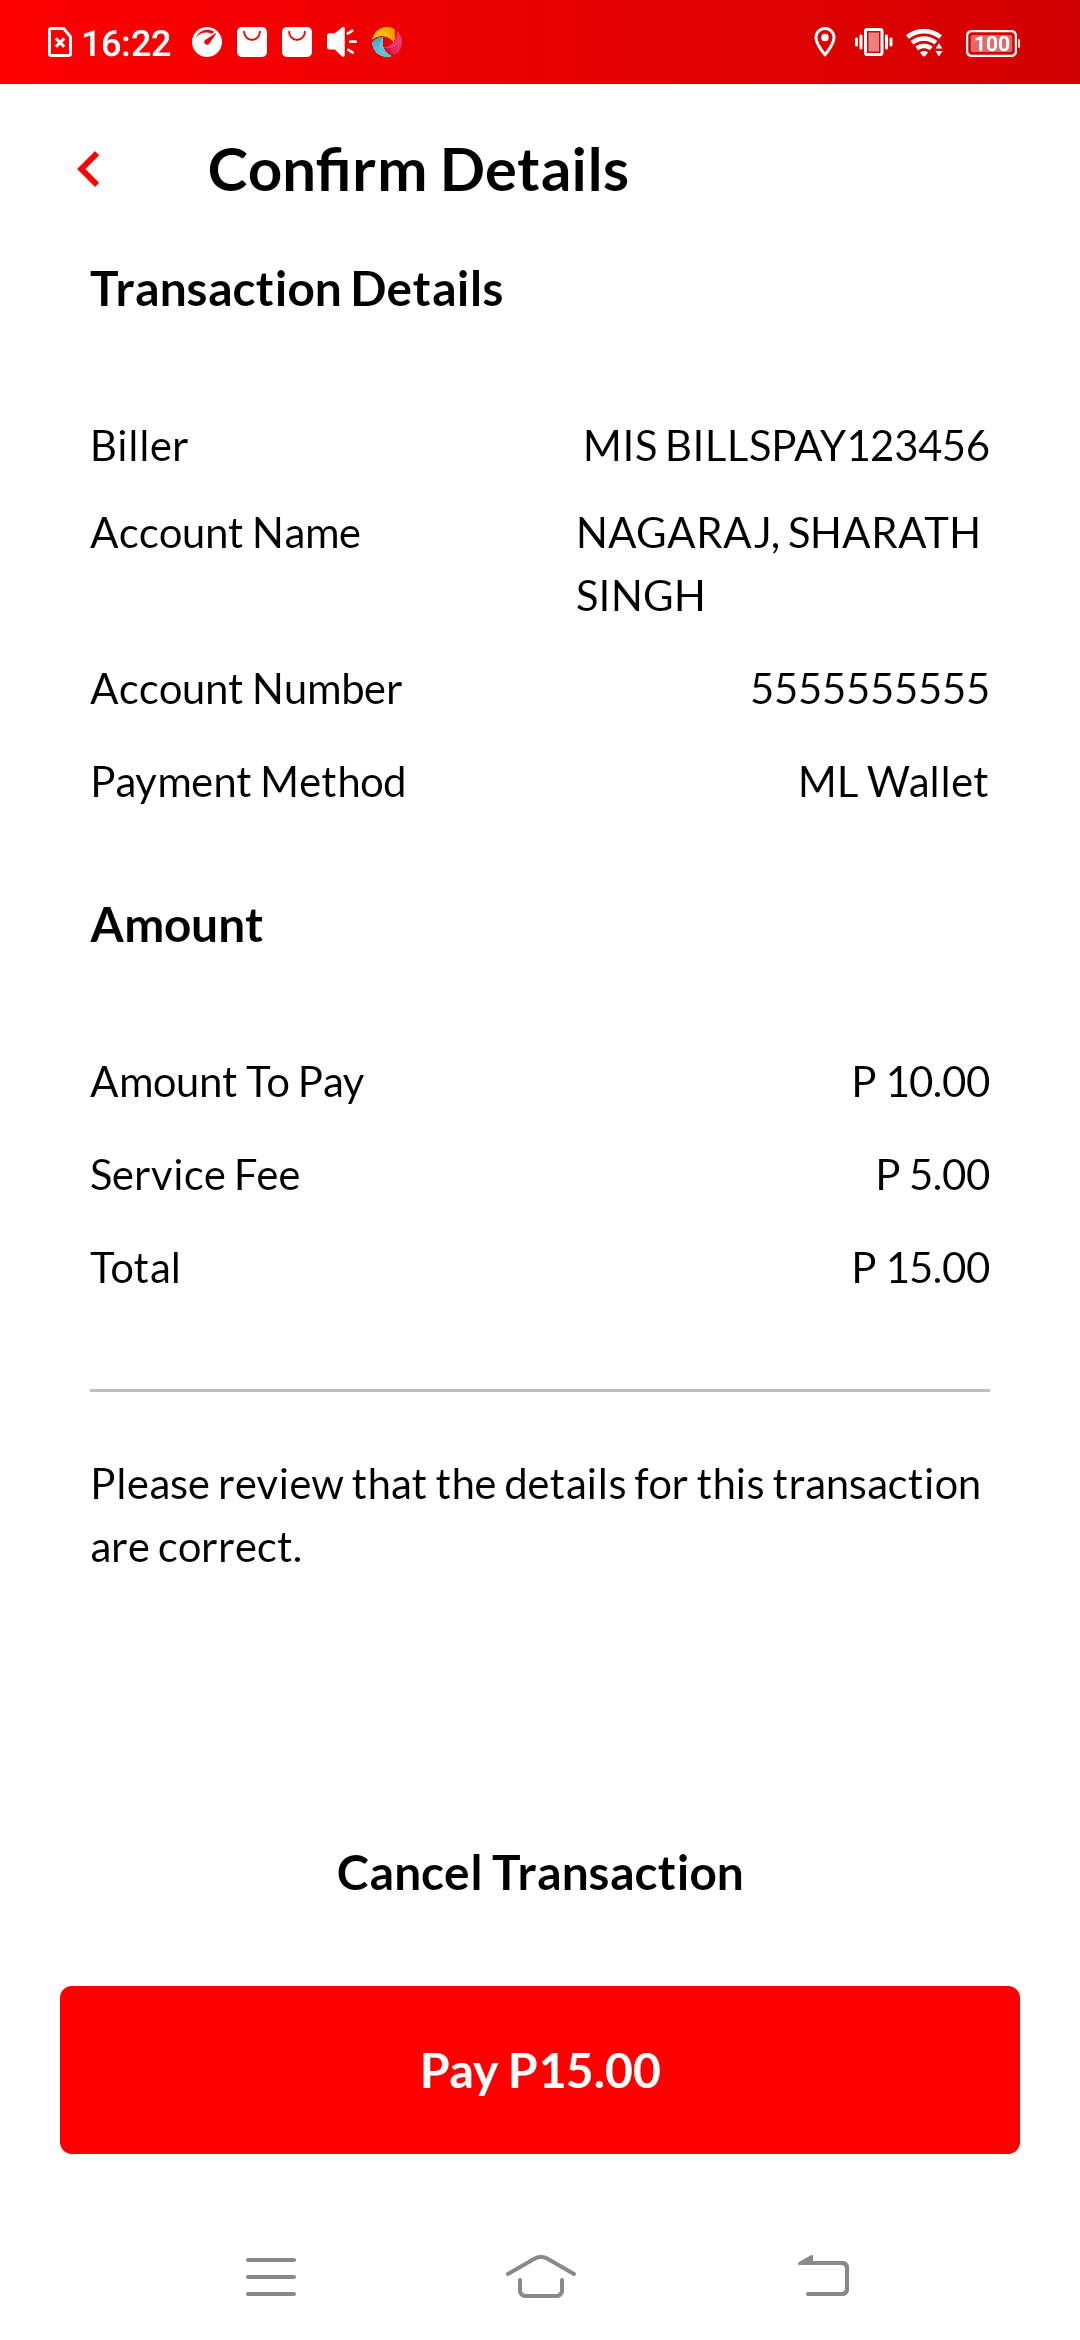 16:22
100
Confirm Details
Transaction Details
Biller MIS BILLSPAY123456
Account Name NAGARAJ, SHARATH
SINGH
Account Number 5555555555
Payment Method ML Wallet
Amount
Amount To Pay P 10.00
Service Fee P 5.00
Total P 15.00
Please review that the details for this transaction
are correct.
Cancel Transaction
Pay P15.00